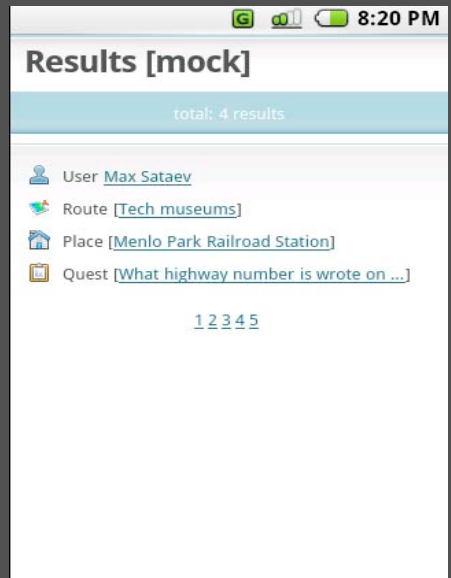 G 8:20 PM
Results [mock]
total: 4 results
User Max Sataev
Route [Tech museums]
Place [Menlo Park Railroad Station]
Quest [What highway number is wrote on ...]
1 2 3 4 5